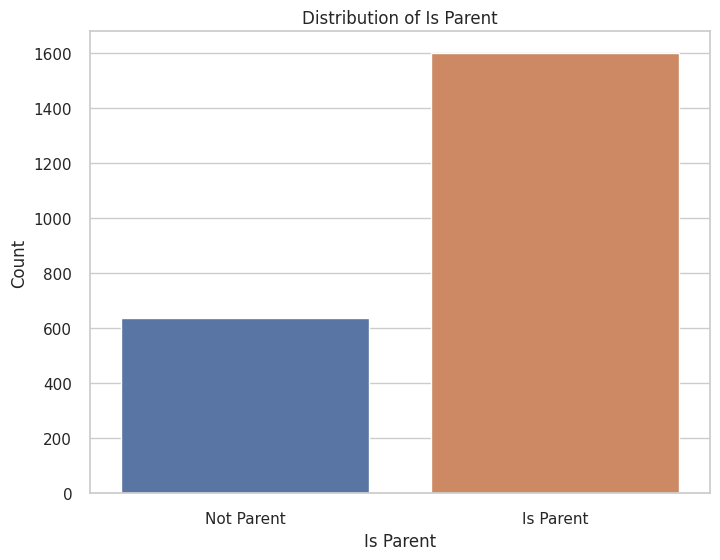 Distribution of Is Parent
1600
1400
1200
1000
800
600
400
200
0
Count
Not Parent
Is Parent
Is Parent